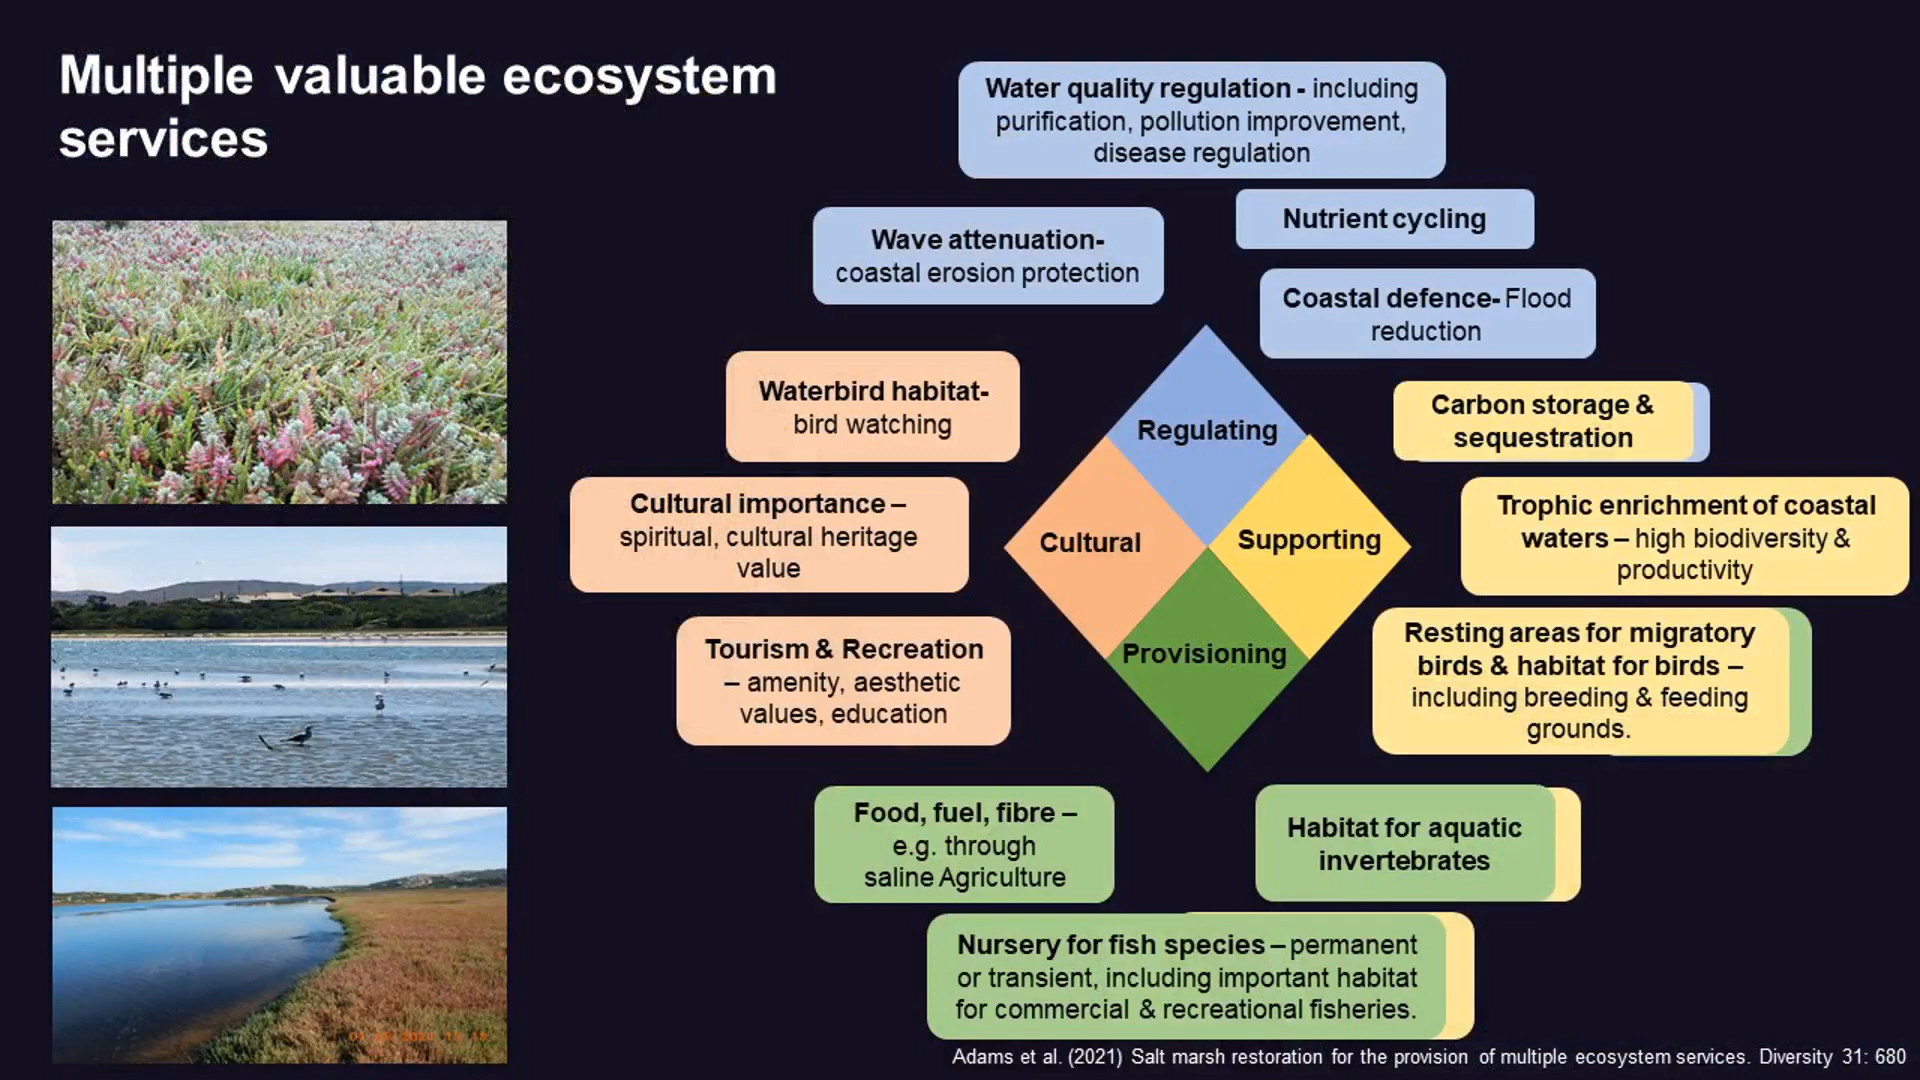 Multiple valuable ecosystem
services
Water quality regulation - including
purification, pollution improvement,
disease regulation
Nutrient cycling
Wave attenuation-
coastal erosion protection
Coastal defence- Flood
reduction
Waterbird habitat-
bird watching
Regulating
Carbon storage &
sequestration
Cultural importance –
spiritual, cultural heritage
value
Cultural
Supporting
Trophic enrichment of coastal
waters – high biodiversity &
productivity
Tourism & Recreation
– amenity, aesthetic
values, education
Provisioning
Resting areas for migratory
birds & habitat for birds –
including breeding & feeding
grounds.
Food, fuel, fibre –
e.g. through
saline Agriculture
Habitat for aquatic
invertebrates
Nursery for fish species – permanent
or transient, including important habitat
for commercial & recreational fisheries.
Adams et al. (2021) Salt marsh restoration for the provision of multiple ecosystem services. Diversity 31: 680